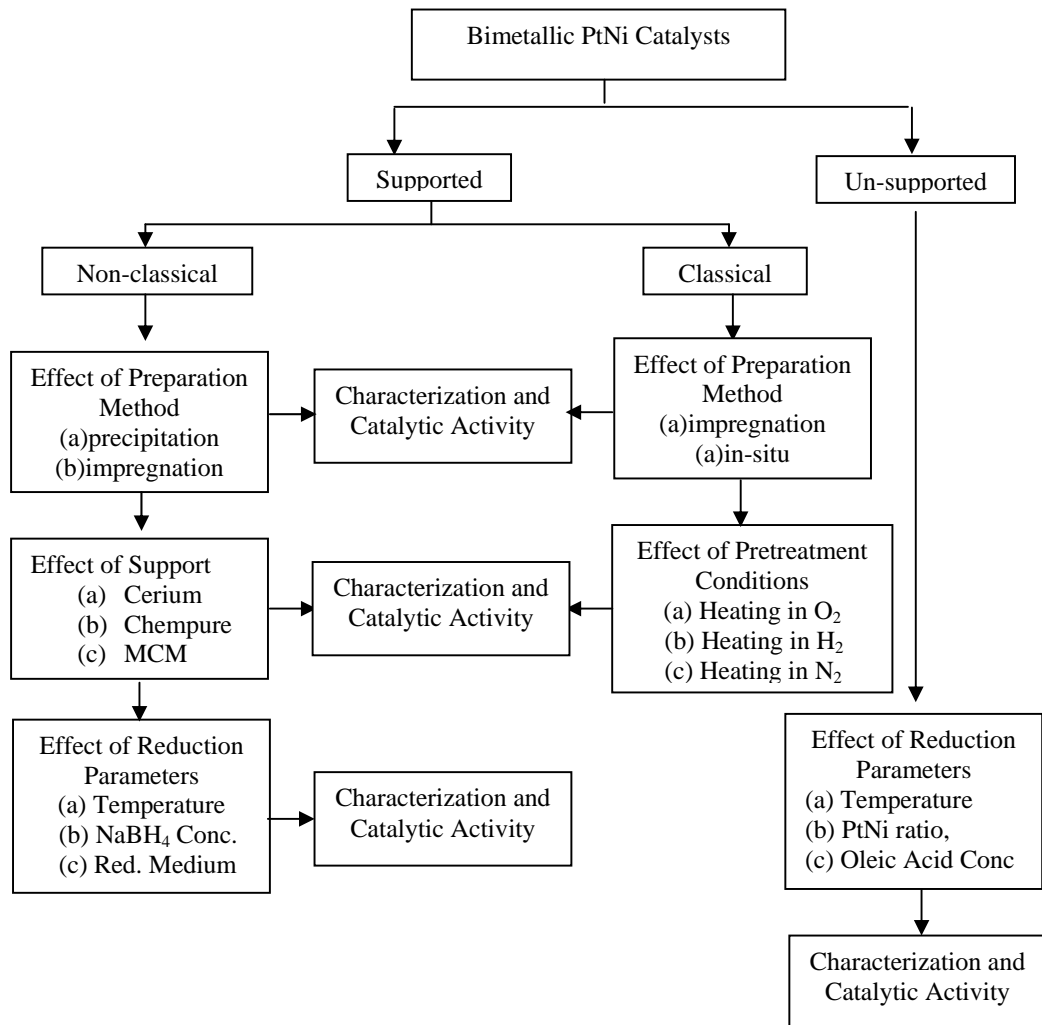 Bimetallic PtNi Catalysts
Supported
Un-supported
Non-classical
Classical
Effect of Preparation
Method
(a)precipitation
(b)impregnation
Characterization and
Catalytic Activity
Effect of Preparation
Method
(a)impregnation
(a)in-situ
Effect of Support
(a) Cerium
(b) Chempure
(c) MCM
Characterization and
Catalytic Activity
Effect of Pretreatment
Conditions
(a) Heating in O₂
(b) Heating in H₂
(c) Heating in N₂
Effect of Reduction
Parameters
(a) Temperature
(b) NaBH₄ Conc.
(c) Red. Medium
Characterization and
Catalytic Activity
Effect of Reduction
Parameters
(a) Temperature
(b) PtNi ratio,
(c) Oleic Acid Conc
Characterization and
Catalytic Activity